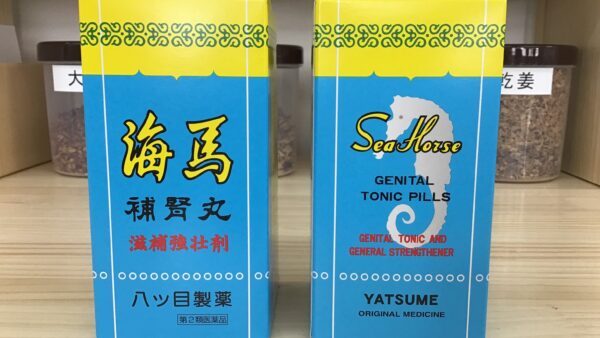 海馬
補腎丸
滋補強壮剤
八ッ目製薬
第2類医薬品
Sea Horse
GENITAL
TONIC PILLS
GENITAL TONIC AND
GENERAL STRENGTHENER
YATSUME
ORIGINAL MEDICINE
大
乾姜